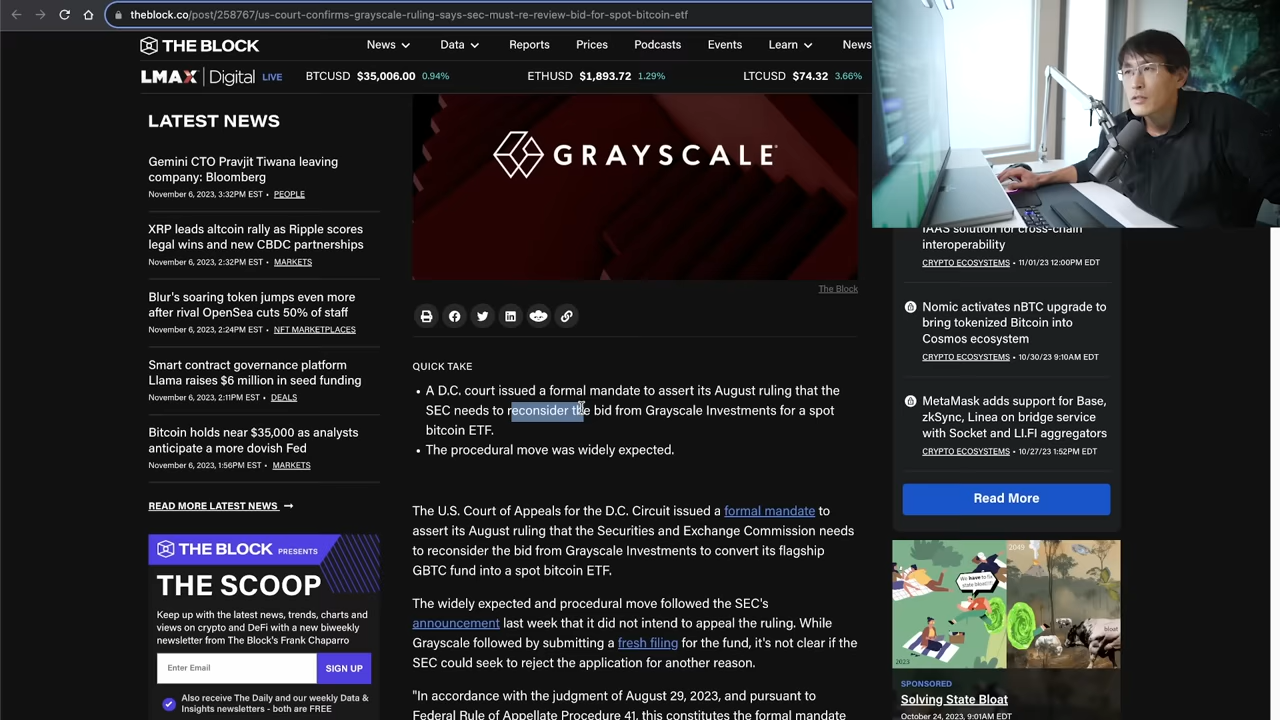 theblock.co/post/258767/us-court-confirms-grayscale-ruling-says-sec-must-re-review-bid-for-spot-bitcoin-etf
THE BLOCK
News
Data
Reports
Prices
Podcasts
Events
Learn
News
LMAX Digital LIVE
BTCUSD $35,006.00 0.94%
ETHUSD $1,893.72 1.29%
LTCUSD $74.32 3.66%
LATEST NEWS
Gemini CTO Pravjit Tiwana leaving
company: Bloomberg
November 6, 2023, 3:32PM EST • PEOPLE
XRP leads altcoin rally as Ripple scores
legal wins and new CBDC partnerships
November 6, 2023, 2:32PM EST • MARKETS
Blur's soaring token jumps even more
after rival OpenSea cuts 50% of staff
November 6, 2023, 2:24PM EST • NFT MARKETPLACES
Smart contract governance platform
Llama raises $6 million in seed funding
November 6, 2023, 2:11PM EST • DEALS
Bitcoin holds near $35,000 as analysts
anticipate a more dovish Fed
November 6, 2023, 1:56PM EST • MARKETS
READ MORE LATEST NEWS
THE BLOCK PRESENTS
THE SCOOP
Keep up with the latest news, trends, charts and
views on crypto and DeFi with a new biweekly
newsletter from The Block's Frank Chaparro
Enter Email
SIGN UP
Also receive The Daily and our weekly Data &
Insights newsletters - both are FREE
GRAYSCALE
The Block
QUICK TAKE
• A D.C. court issued a formal mandate to assert its August ruling that the
SEC needs to reconsider the bid from Grayscale Investments for a spot
bitcoin ETF.
• The procedural move was widely expected.
The U.S. Court of Appeals for the D.C. Circuit issued a formal mandate to
assert its August ruling that the Securities and Exchange Commission needs
to reconsider the bid from Grayscale Investments to convert its flagship
GBTC fund into a spot bitcoin ETF.
The widely expected and procedural move followed the SEC's
announcement last week that it did not intend to appeal the ruling. While
Grayscale followed by submitting a fresh filing for the fund, it's not clear if the
SEC could seek to reject the application for another reason.
"In accordance with the judgment of August 29, 2023, and pursuant to
Federal Rule of Appellate Procedure 41, this constitutes the formal mandate
IAAS solution for cross-chain
interoperability
CRYPTO ECOSYSTEMS • 11/01/23 12:00PM EDT
Nomic activates nBTC upgrade to
bring tokenized Bitcoin into
Cosmos ecosystem
CRYPTO ECOSYSTEMS • 10/30/23 9:10AM EDT
MetaMask adds support for Base,
zkSync, Linea on bridge service
with Socket and LI.FI aggregators
CRYPTO ECOSYSTEMS • 10/27/23 1:52PM EDT
Read More
We have to fix
state bloat!
2023
2049
bloat
SPONSORED
Solving State Bloat
October 24, 2023, 9:01AM EDT